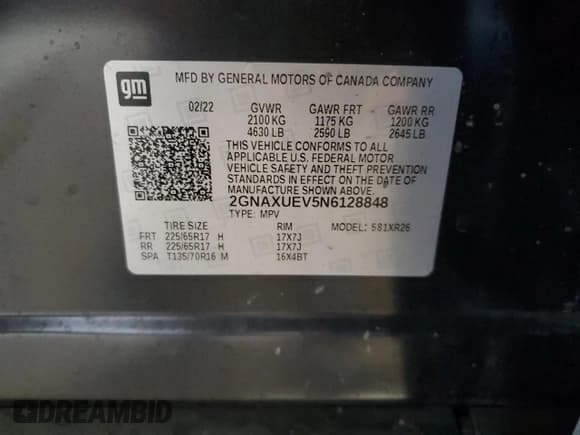 gm
MFD BY GENERAL MOTORS OF CANADA COMPANY
02/22 GVWR GAWR FRT GAWR RR
2100 KG 1175 KG 1200 KG
4630 LB 2590 LB 2645 LB
THIS VEHICLE CONFORMS TO ALL
APPLICABLE U.S. FEDERAL MOTOR
VEHICLE SAFETY AND THEFT PREVENTION
STANDARDS IN EFFECT ON THE DATE OF
MANUFACTURE SHOWN ABOVE.
2GNAXUEV5N6128848
TYPE: MPV MODEL: 581XR26
TIRE SIZE RIM
FRT 225/65R17 H 17X7J
RR 225/65R17 H 17X7J
SPA T135/70R16 M 16X4BT
DREAMBID